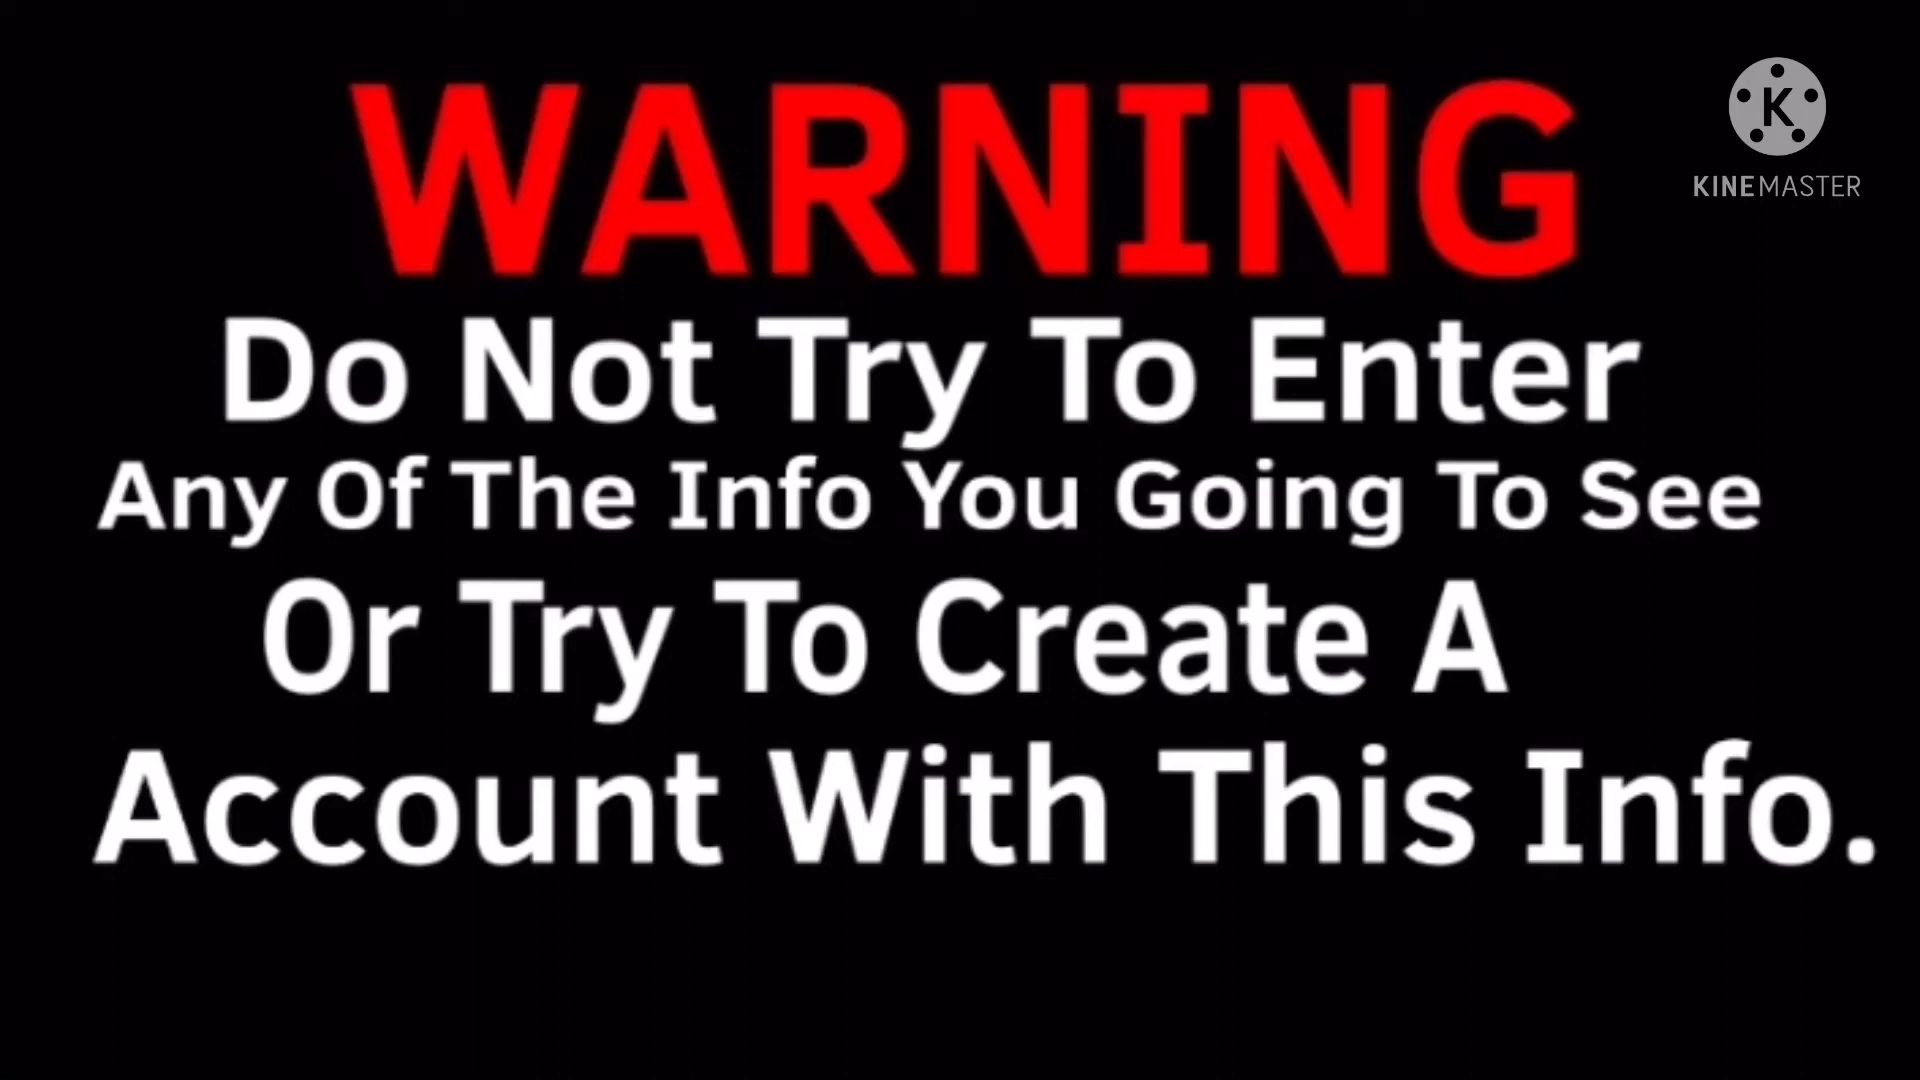 WARNING
K
KINEMASTER
Do Not Try To Enter
Any Of The Info You Going To See
Or Try To Create A
Account With This Info.